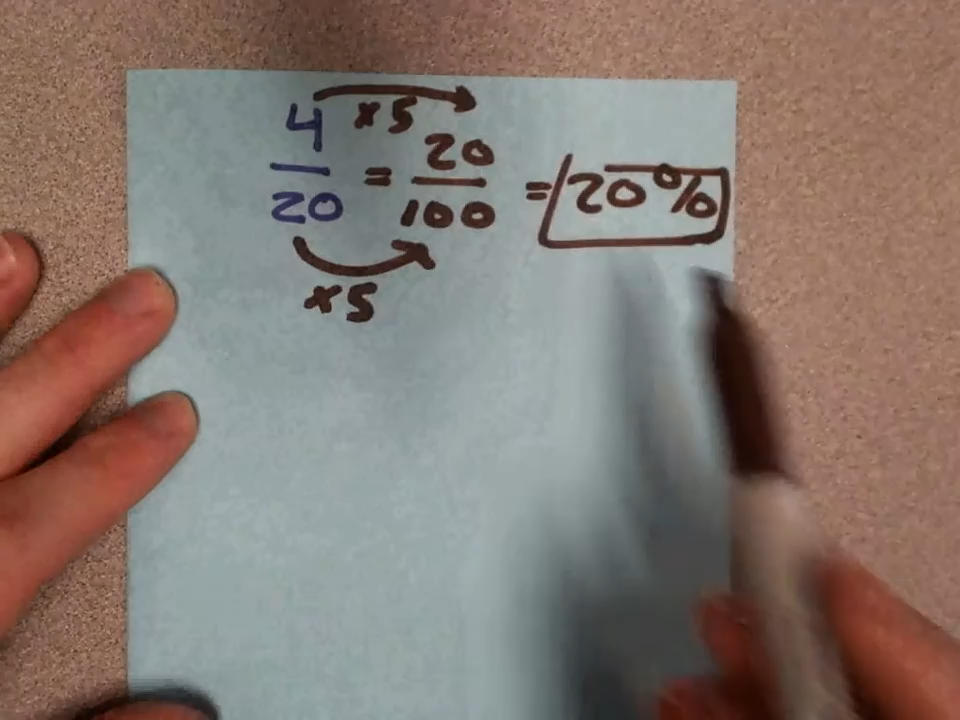 ×5
4/20 = 20/100 = 20%
×5